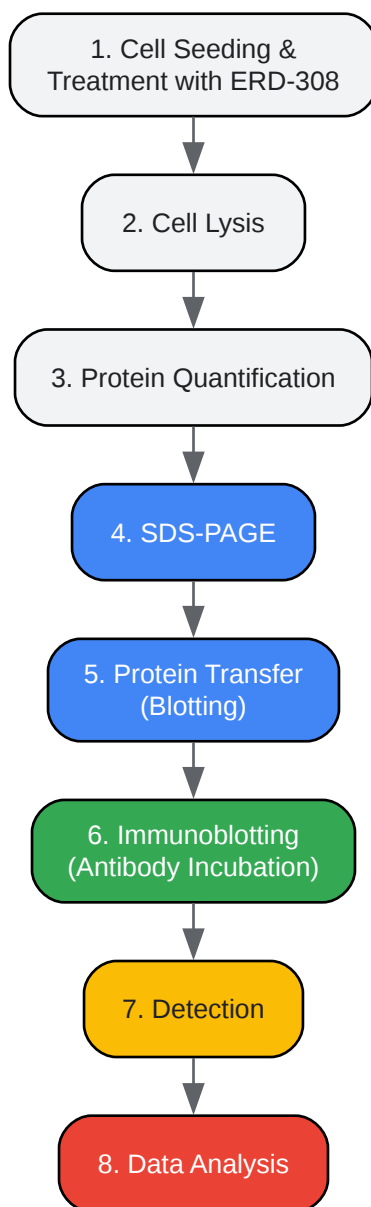 1. Cell Seeding &
Treatment with ERD-308
2. Cell Lysis
3. Protein Quantification
4. SDS-PAGE
5. Protein Transfer
(Blotting)
6. Immunoblotting
(Antibody Incubation)
7. Detection
8. Data Analysis